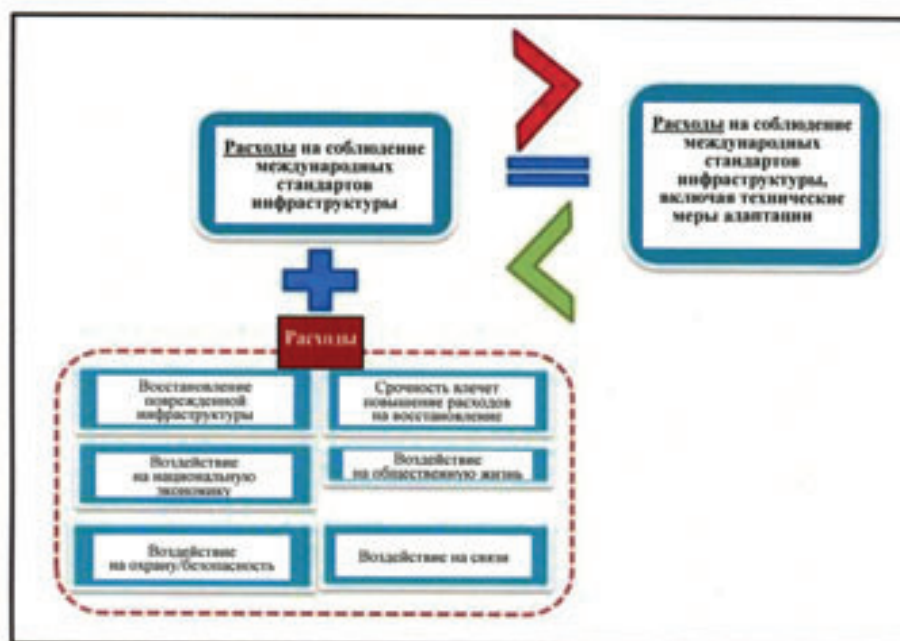 Расходы на соблюдение
международных
стандартов
инфраструктуры
Расходы на соблюдение
международных
стандартов
инфраструктуры,
включая технические
меры адаптации
Расходы
Восстановление
поврежденной
инфраструктуры
Срочность влечет
повышение расходов
на восстановление
Воздействие
на национальную
экономику
Воздействие
на общественную жизнь
Воздействие
на охрану/безопасность
Воздействие на связи